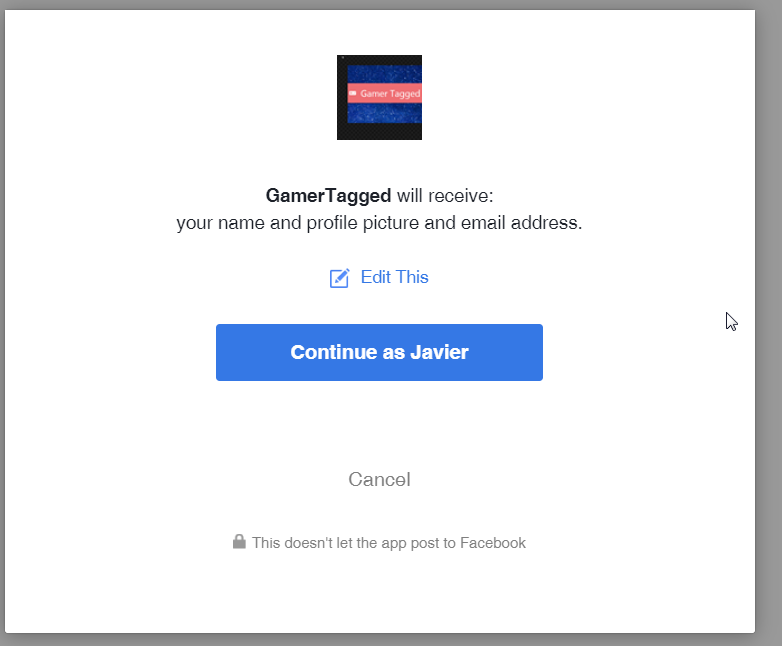 Gamer Tagged
GamerTagged will receive:
your name and profile picture and email address.
Edit This
Continue as Javier
Cancel
This doesn't let the app post to Facebook